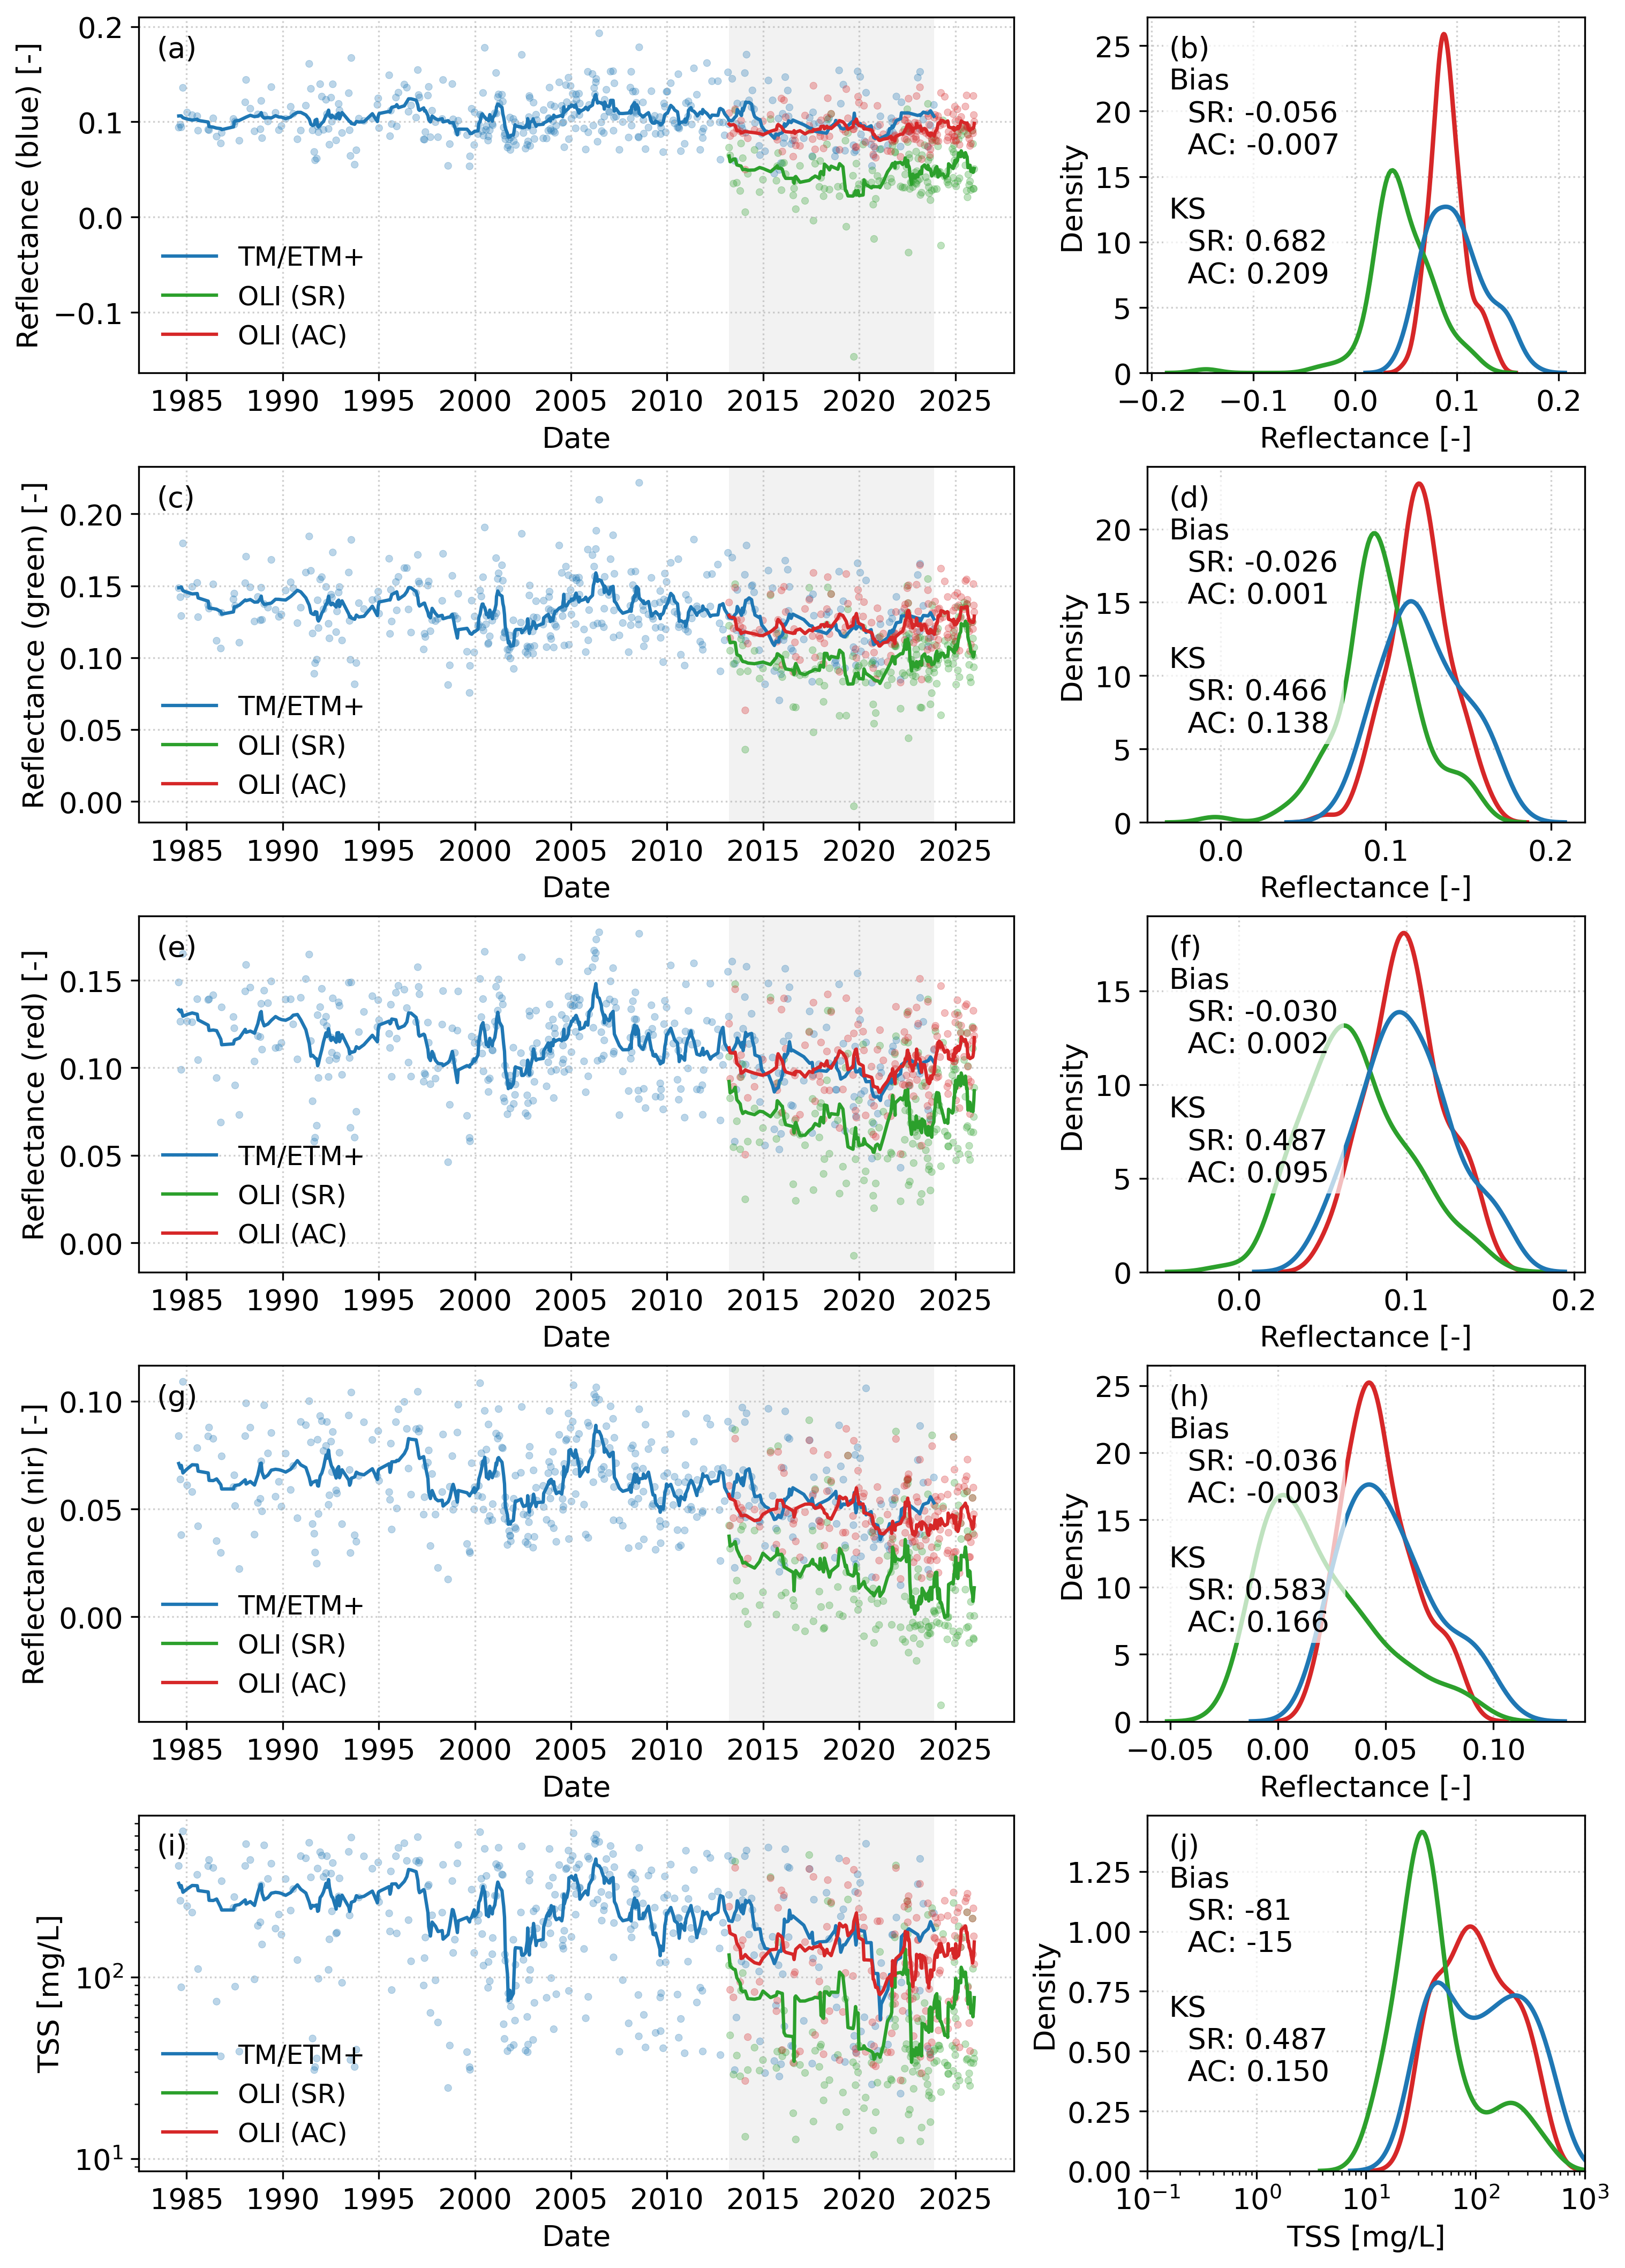 (a)
Reflectance (blue) [-]
0.2
0.1
0.0
−0.1
TM/ETM+
OLI (SR)
OLI (AC)
1985 1990 1995 2000 2005 2010 2015 2020 2025
Date
(b)
Bias
SR: -0.056
AC: -0.007
KS
SR: 0.682
AC: 0.209
Density
25
20
15
10
5
0
−0.2 −0.1 0.0 0.1 0.2
Reflectance [-]
(c)
Reflectance (green) [-]
0.20
0.15
0.10
0.05
0.00
TM/ETM+
OLI (SR)
OLI (AC)
1985 1990 1995 2000 2005 2010 2015 2020 2025
Date
(d)
Bias
SR: -0.026
AC: 0.001
KS
SR: 0.466
AC: 0.138
Density
20
15
10
5
0
0.0 0.1 0.2
Reflectance [-]
(e)
Reflectance (red) [-]
0.15
0.10
0.05
0.00
TM/ETM+
OLI (SR)
OLI (AC)
1985 1990 1995 2000 2005 2010 2015 2020 2025
Date
(f)
Bias
SR: -0.030
AC: 0.002
KS
SR: 0.487
AC: 0.095
Density
15
10
5
0
0.0 0.1 0.2
Reflectance [-]
(g)
Reflectance (nir) [-]
0.10
0.05
0.00
TM/ETM+
OLI (SR)
OLI (AC)
1985 1990 1995 2000 2005 2010 2015 2020 2025
Date
(h)
Bias
SR: -0.036
AC: -0.003
KS
SR: 0.583
AC: 0.166
Density
25
20
15
10
5
0
−0.05 0.00 0.05 0.10
Reflectance [-]
(i)
TSS [mg/L]
10²
10¹
TM/ETM+
OLI (SR)
OLI (AC)
1985 1990 1995 2000 2005 2010 2015 2020 2025
Date
(j)
Bias
SR: -81
AC: -15
KS
SR: 0.487
AC: 0.150
Density
1.25
1.00
0.75
0.50
0.25
0.00
10⁻¹ 10⁰ 10¹ 10² 10³
TSS [mg/L]